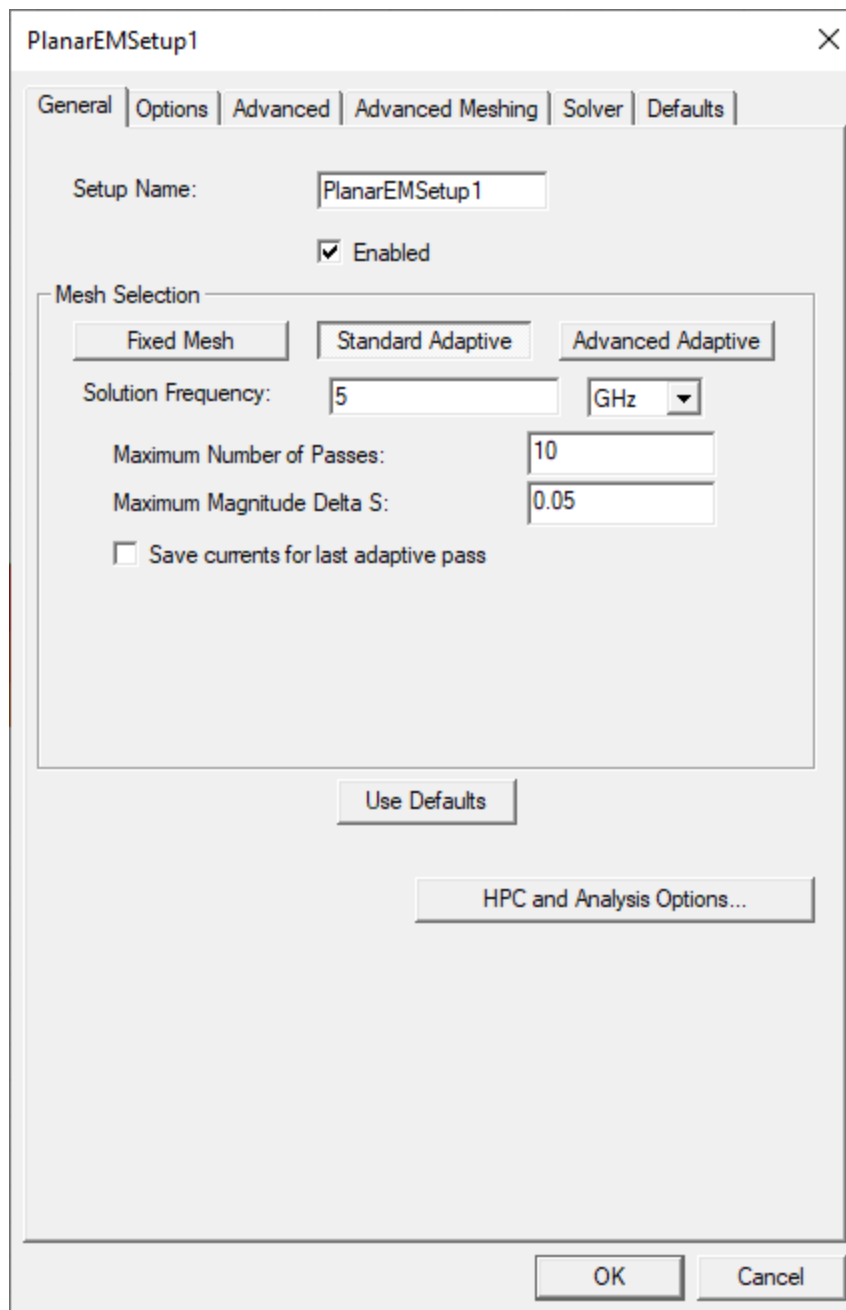 PlanarEMSetup1
General Options Advanced Advanced Meshing Solver Defaults
Setup Name: PlanarEMSetup1
Enabled
Mesh Selection
Fixed Mesh Standard Adaptive Advanced Adaptive
Solution Frequency: 5 GHz
Maximum Number of Passes: 10
Maximum Magnitude Delta S: 0.05
Save currents for last adaptive pass
Use Defaults
HPC and Analysis Options...
OK Cancel